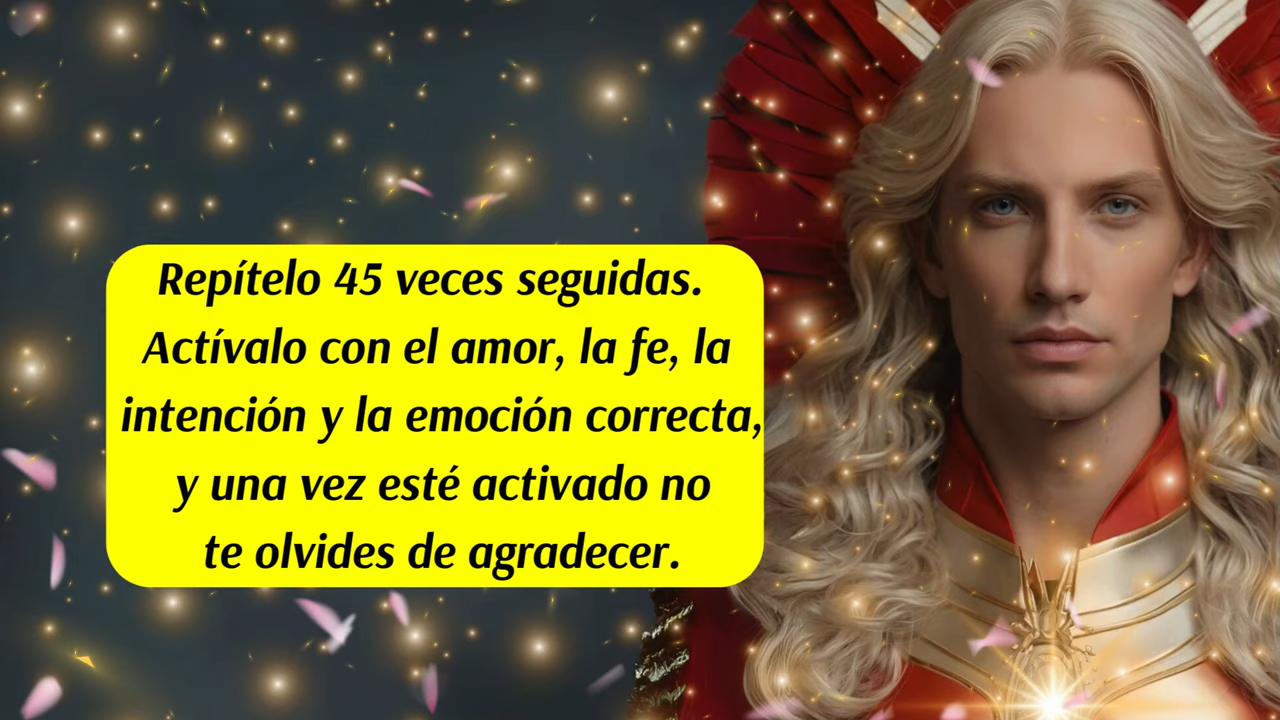 Repítelo 45 veces seguidas.
Actívalo con el amor, la fe, la
intención y la emoción correcta,
y una vez esté activado no
te olvides de agradecer.